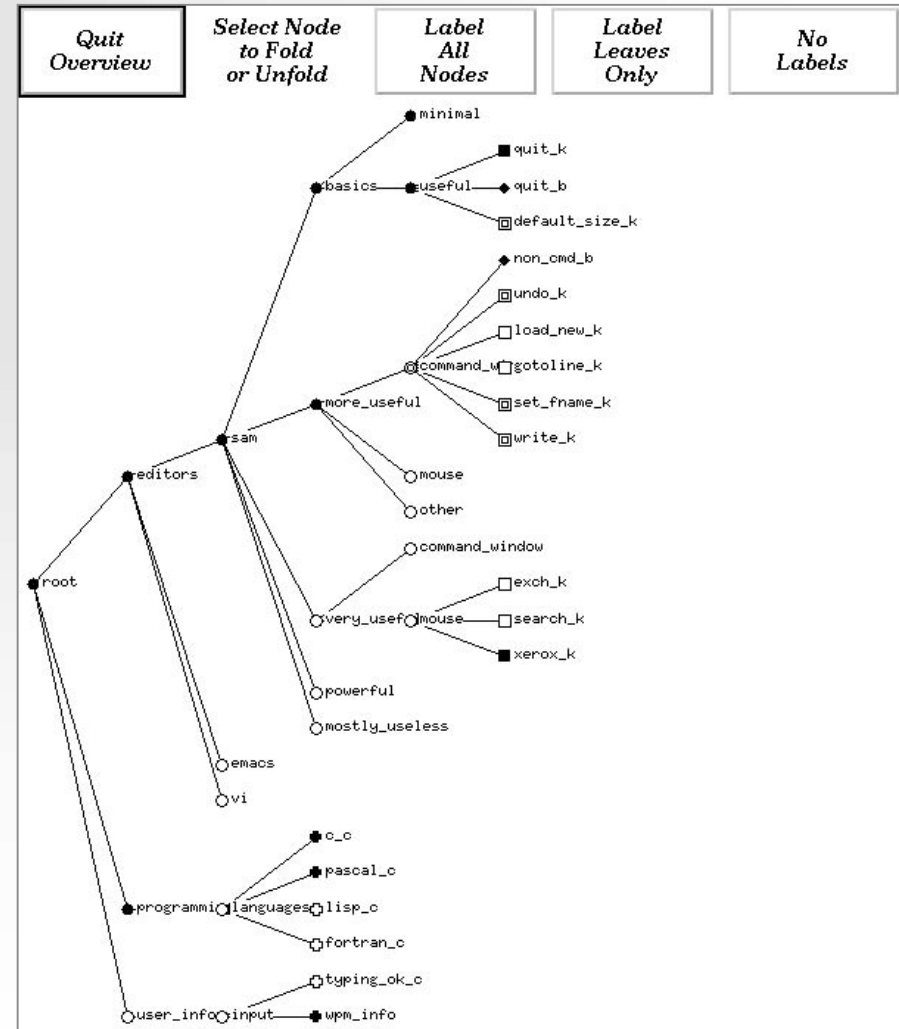 Quit
Overview
Select Node
to Fold
or Unfold
Label
All
Nodes
Label
Leaves
Only
No
Labels
minimal
quit_k
basics
useful
quit_b
default_size_k
non_cmd_b
undo_k
load_new_k
command_wi
gotoline_k
more_useful
set_fname_k
write_k
sam
editors
mouse
other
command_window
root
exch_k
very_useful
mouse
search_k
xerox_k
powerful
mostly_useless
emacs
vi
c_c
pascal_c
programmi
languages
lisp_c
fortran_c
typing_ok_c
user_info
input
wpm_info